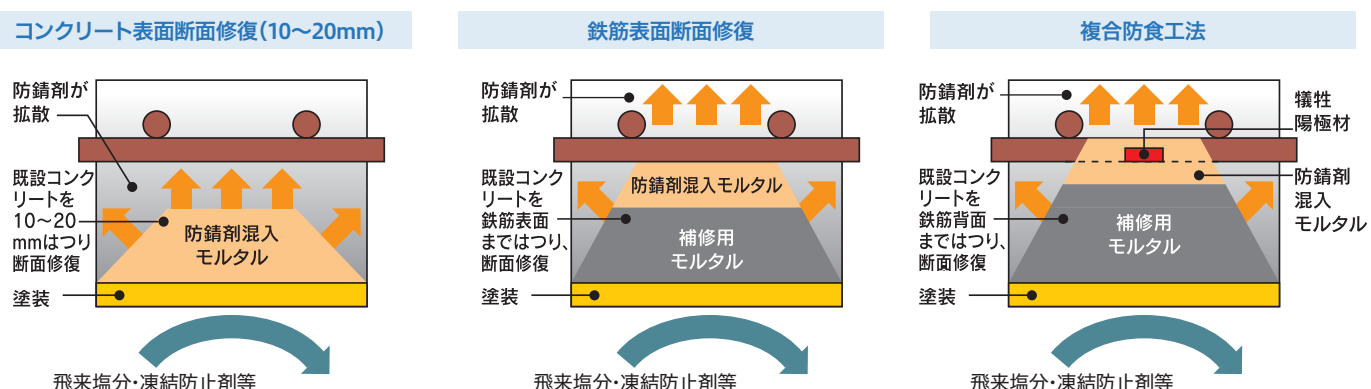 コンクリート表面断面修復(10～20mm)
防錆剤が
拡散
既設コンク
リートを
10～20
mmはつり
断面修復
防錆剤混入
モルタル
塗装
飛来塩分・凍結防止剤等
鉄筋表面断面修復
防錆剤が
拡散
既設コンク
リートを
鉄筋表面
まではつり、
断面修復
防錆剤混入モルタル
補修用
モルタル
塗装
飛来塩分・凍結防止剤等
複合防食工法
防錆剤が
拡散
犠牲
陽極材
既設コンク
リートを
鉄筋背面
まではつり、
断面修復
防錆剤
混入
モルタル
補修用
モルタル
塗装
飛来塩分・凍結防止剤等